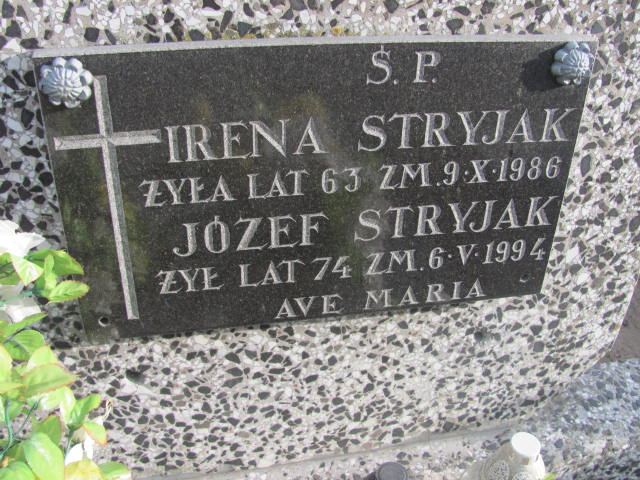 Ś. P.
IRENA STRYJAK
ŻYŁA LAT 63 ZM. 9·X·1986
JÓZEF STRYJAK
ŻYŁ LAT 74 ZM. 6·V·1994
AVE MARIA